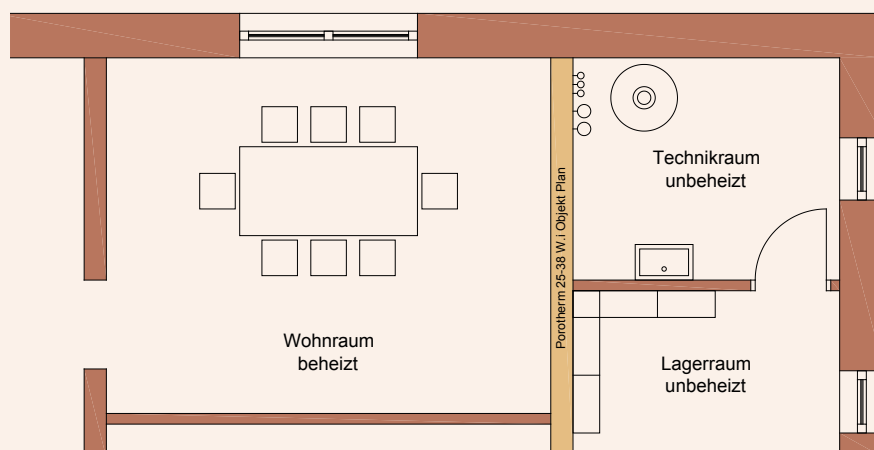 Technikraum
unbeheizt
Porotherm 25-38 W.i Objekt Plan
Wohnraum
beheizt
Lagerraum
unbeheizt